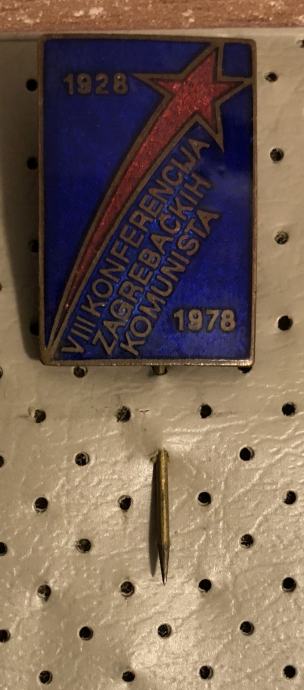 1928
VIII KONFERENCIJA
ZAGREBAČKIH
KOMUNISTA
1978